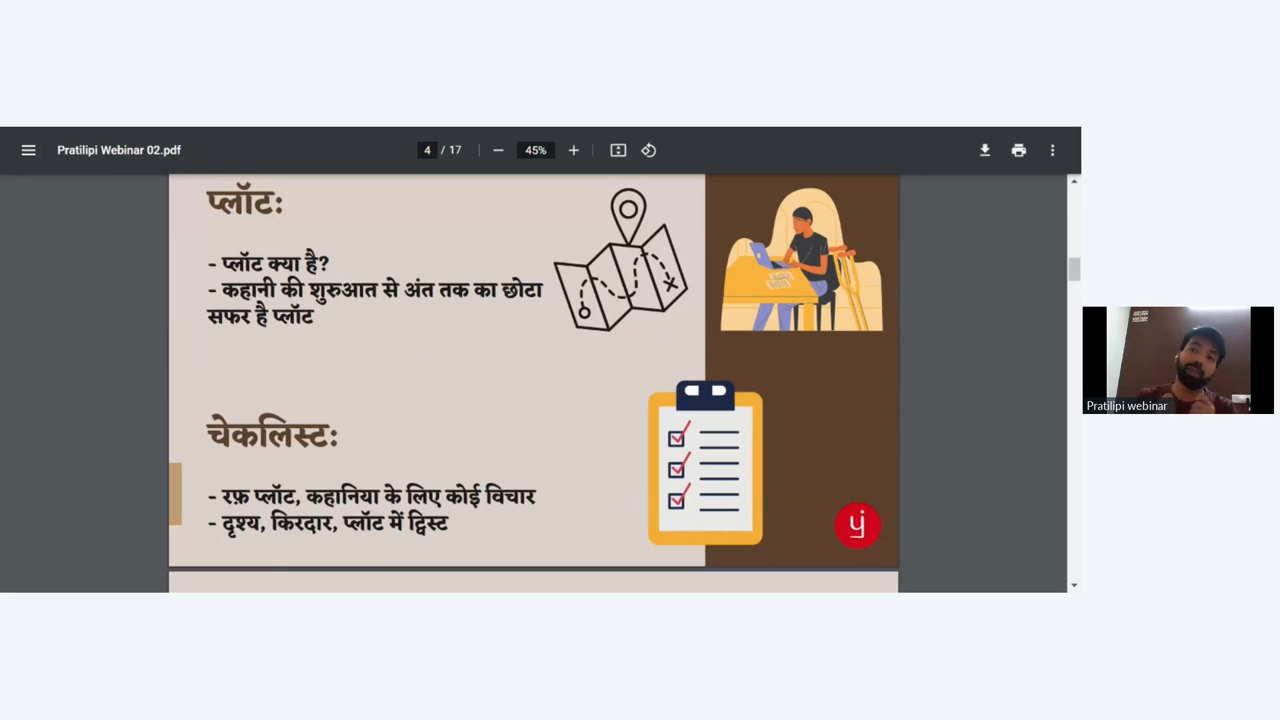 Pratilipi Webinar 02.pdf
4 / 17
45%
प्लॉट:
- प्लॉट क्या है?
- कहानी की शुरुआत से अंत तक का छोटा
सफर है प्लॉट
चेकलिस्ट:
- रफ़ प्लॉट, कहानिया के लिए कोई विचार
- दृश्य, किरदार, प्लॉट में ट्विस्ट
Pratilipi webinar